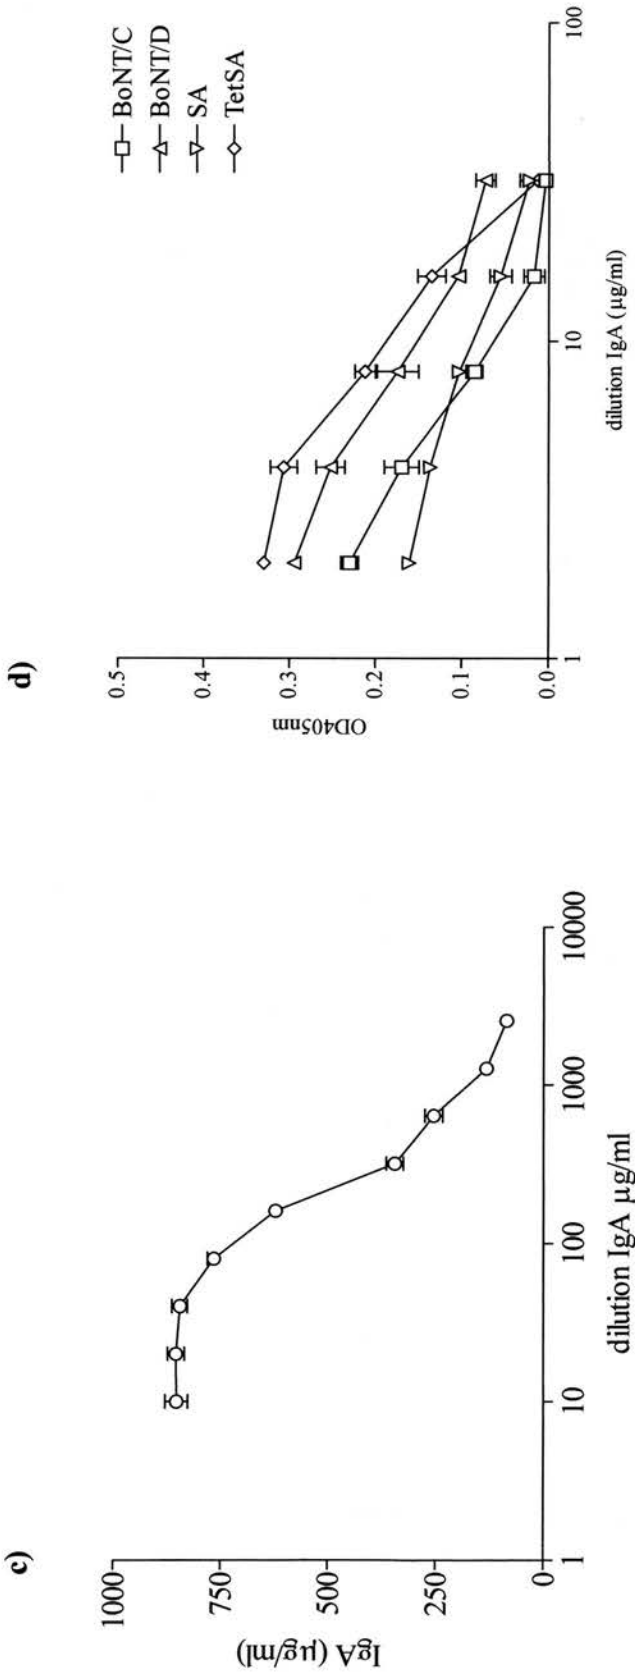 c)
1000
750
500
250
0
IgA (µg/ml)
1
10
100
1000
10000
dilution IgA µg/ml
d)
0.5
0.4
0.3
0.2
0.1
0.0
OD405nm
1
10
100
dilution IgA (µg/ml)
BoNT/C
BoNT/D
SA
TetSA